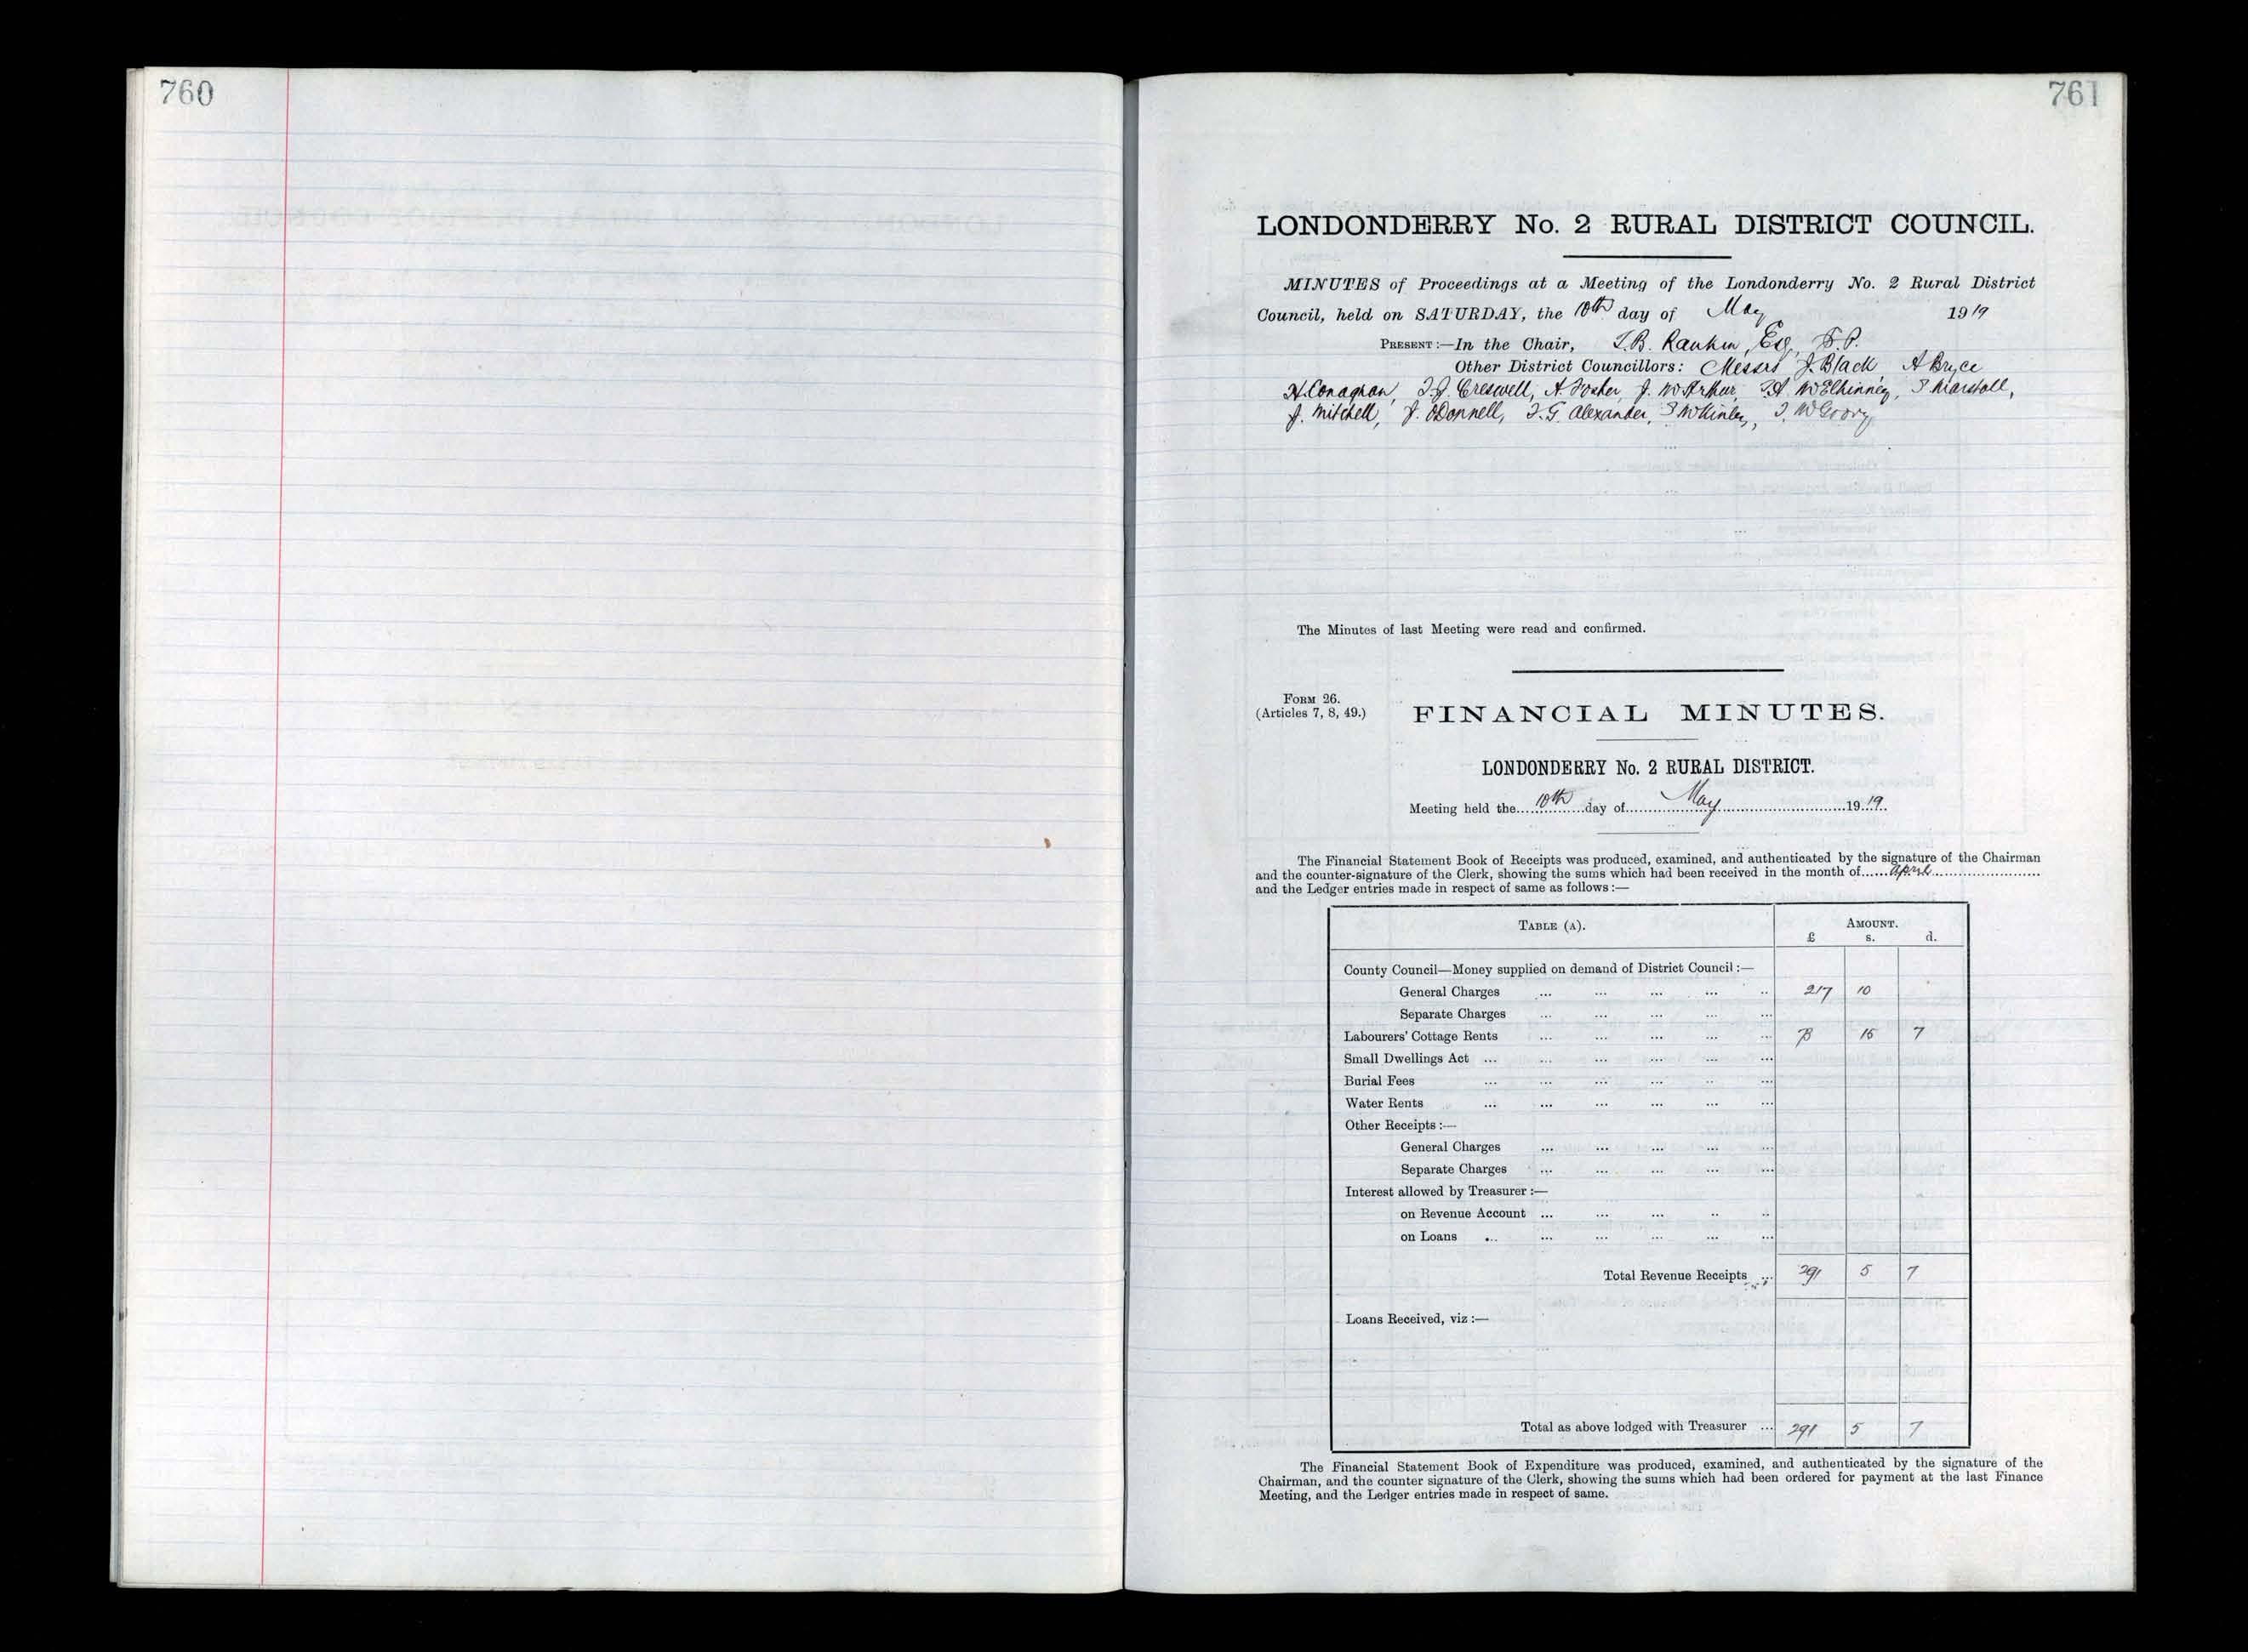 760
761
LONDONDERRY No. 2 RURAL DISTRICT COUNCIL.
MINUTES of Proceedings at a Meeting of the Londonderry No. 2 Rural District
Council, held on SATURDAY, the 10th day of May 1919
PRESENT:—In the Chair, T.B. Rankin, Esq, J.P.
Other District Councillors: Messrs J. Black, A Bryce
H. Conaghan, T.J. Creswell, A. Fosher, J. McArthur, T.A. McElhinney, S Marshall,
J. Mitchell, J. O'Donnell, T.G. Alexander, S McKinley, J. McGrory
The Minutes of last Meeting were read and confirmed.
FORM 26.
(Articles 7, 8, 49.)
FINANCIAL MINUTES.
LONDONDERRY No. 2 RURAL DISTRICT.
Meeting held the 10th day of May 1919.
The Financial Statement Book of Receipts was produced, examined, and authenticated by the signature of the Chairman
and the counter-signature of the Clerk, showing the sums which had been received in the month of April
and the Ledger entries made in respect of same as follows:—
TABLE (A). AMOUNT.
£ s. d.
County Council—Money supplied on demand of District Council:—
General Charges ... ... ... ... .. 217 10
Separate Charges ... ... ... ... ...
Labourers' Cottage Rents ... ... ... ... ... 73 15 7
Small Dwellings Act ... ... ... ... ... ...
Burial Fees ... ... ... ... .. ...
Water Rents ... ... ... ... ... ...
Other Receipts:—
General Charges ... ... ... ... ...
Separate Charges ... ... ... ... ...
Interest allowed by Treasurer:—
on Revenue Account ... ... ... .. ..
on Loans ... ... ... ... ... ...
Total Revenue Receipts ... 291 5 7
Loans Received, viz:—
Total as above lodged with Treasurer ... 291 5 7
The Financial Statement Book of Expenditure was produced, examined, and authenticated by the signature of the
Chairman, and the counter signature of the Clerk, showing the sums which had been ordered for payment at the last Finance
Meeting, and the Ledger entries made in respect of same.